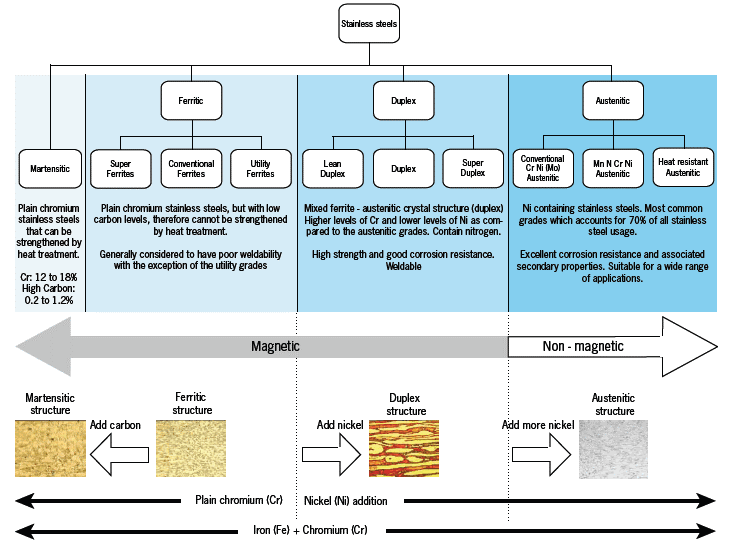 Stainless steels
Ferritic
Duplex
Austenitic
Martensitic
Super
Ferrites
Conventional
Ferrites
Utility
Ferrites
Lean
Duplex
Duplex
Super
Duplex
Conventional
Cr Ni (Mo)
Austenitic
Mn N Cr Ni
Austenitic
Heat resistant
Austenitic
Plain chromium
stainless steels
that can be
strengthened by
heat treatment.
Cr: 12 to 18%
High Carbon:
0.2 to 1.2%
Plain chromium stainless steels, but with low
carbon levels, therefore cannot be strengthened
by heat treatment.
Generally considered to have poor weldability
with the exception of the utility grades
Mixed ferrite - austenitic crystal structure (duplex)
Higher levels of Cr and lower levels of Ni as com-
pared to the austenitic grades. Contain nitrogen.
High strength and good corrosion resistance.
Weldable
Ni containing stainless steels. Most common
grades which accounts for 70% of all stainless
steel usage.
Excellent corrosion resistance and associated
secondary properties. Suitable for a wide range
of applications.
Magnetic
Non - magnetic
Martensitic
structure
Add carbon
Ferritic
structure
Add nickel
Duplex
structure
Add more nickel
Austenitic
structure
Plain chromium (Cr)
Nickel (Ni) addition
Iron (Fe) + Chromium (Cr)